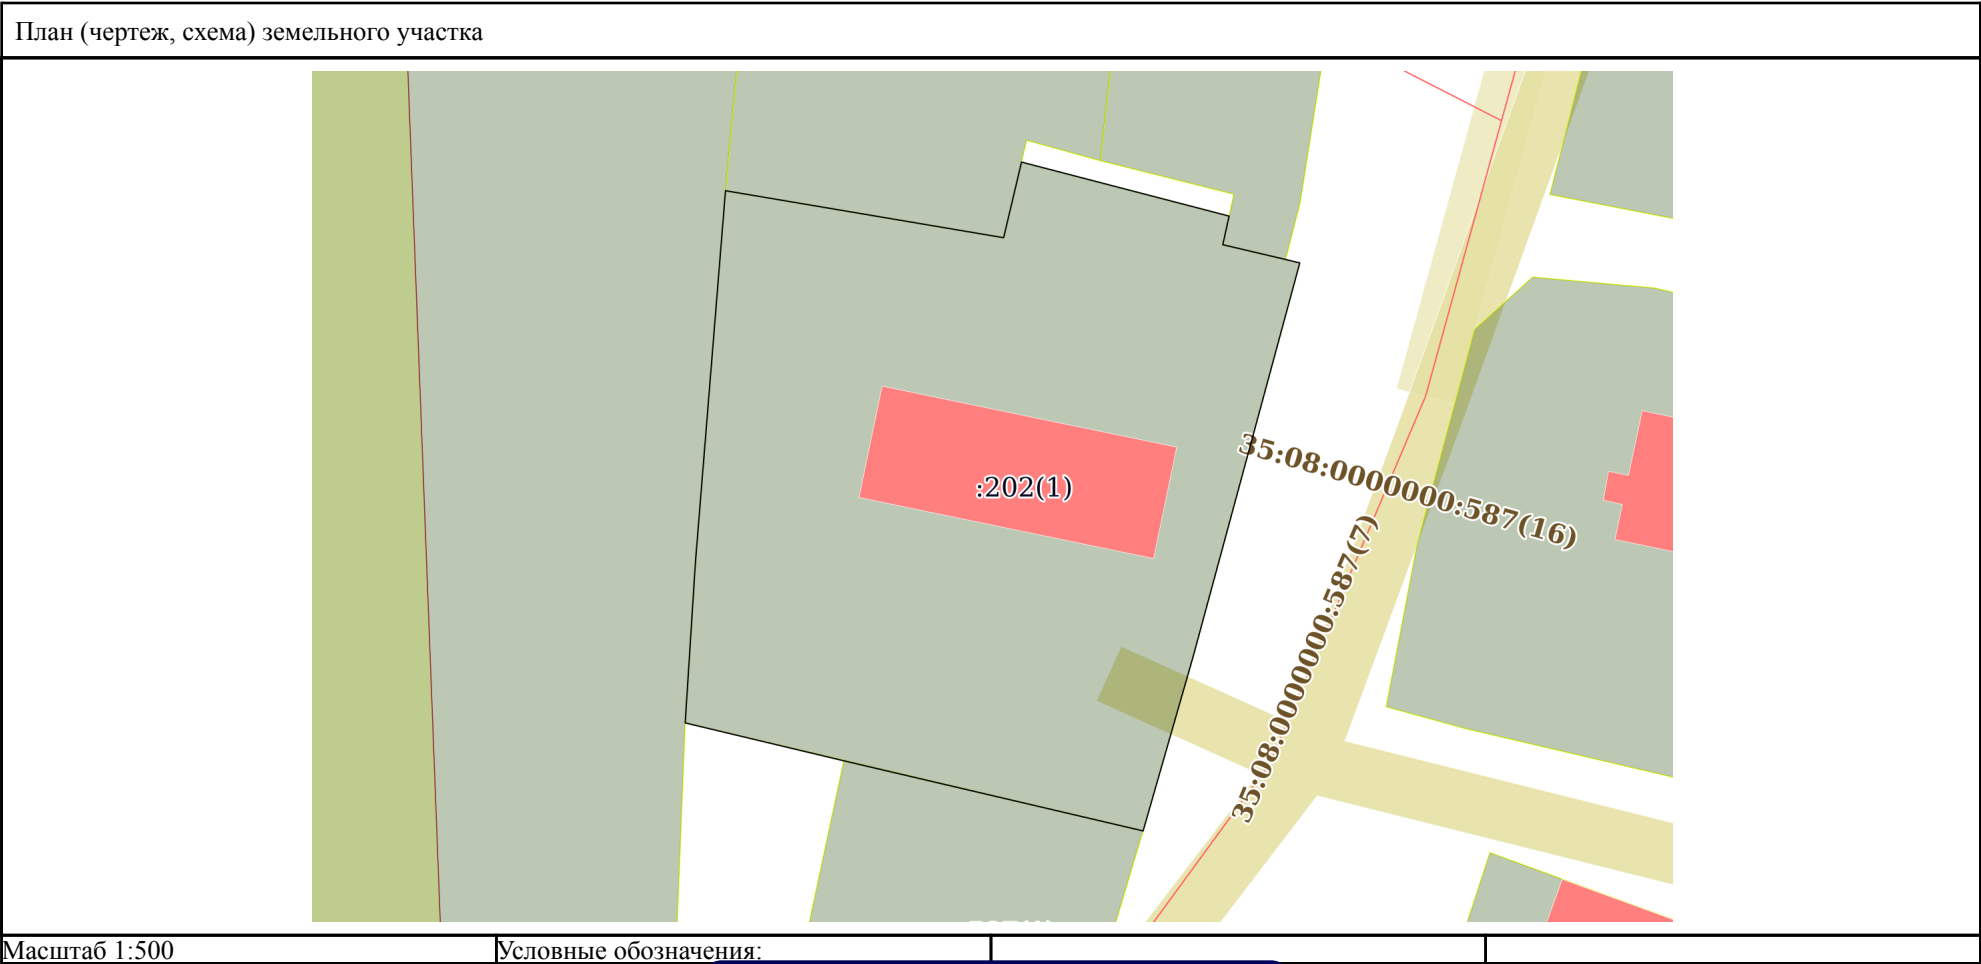 План (чертеж, схема) земельного участка
35:08:0000000:587(16)
:202(1)
35:08:0000000:587(7)
Масштаб 1:500
Условные обозначения: